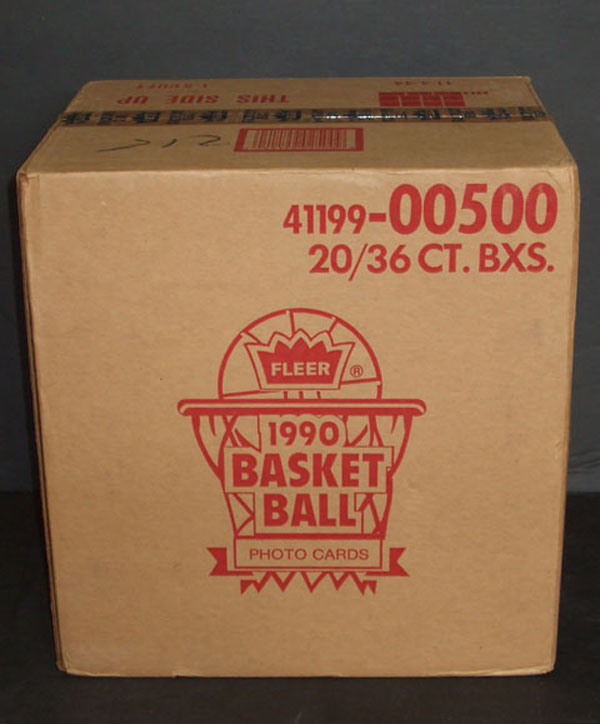 THIS SIDE UP
41199-00500
20/36 CT. BXS.
FLEER ®
1990
BASKET
BALL
PHOTO CARDS